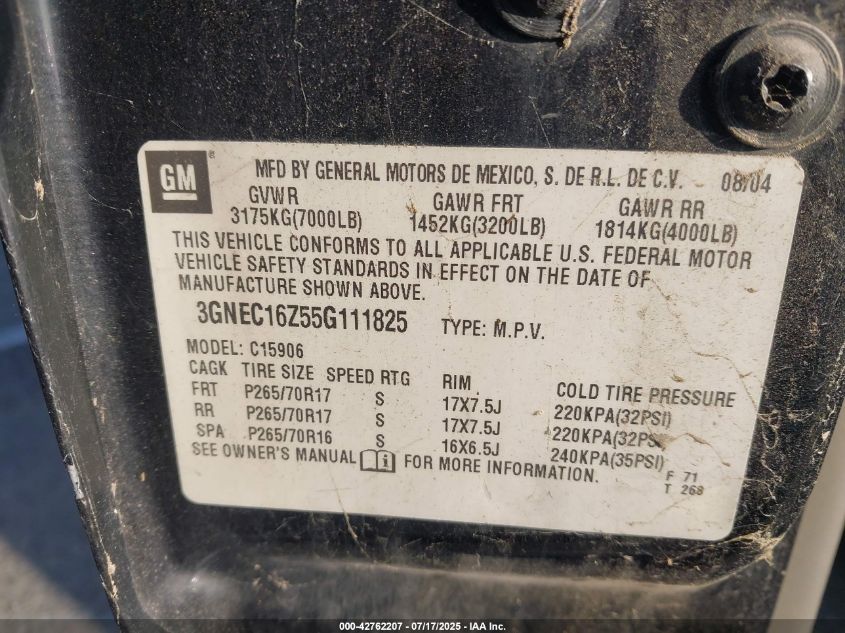 GM ® MFD BY GENERAL MOTORS DE MEXICO, S. DE R.L. DE C.V. 08/04
GVWR GAWR FRT GAWR RR
3175KG(7000LB) 1452KG(3200LB) 1814KG(4000LB)
THIS VEHICLE CONFORMS TO ALL APPLICABLE U.S. FEDERAL MOTOR
VEHICLE SAFETY STANDARDS IN EFFECT ON THE DATE OF
MANUFACTURE SHOWN ABOVE.
3GNEC16Z55G111825 TYPE: M.P.V.
MODEL: C15906
CAGK TIRE SIZE SPEED RTG RIM COLD TIRE PRESSURE
FRT P265/70R17 S 17X7.5J 220KPA(32PSI)
RR P265/70R17 S 17X7.5J 220KPA(32PS
SPA P265/70R16 S 16X6.5J 240KPA(35PSI)
SEE OWNER'S MANUAL i FOR MORE INFORMATION.
F 71
T 268
000-42762207 - 07/17/2025 - IAA Inc.